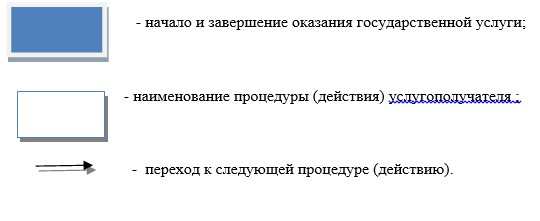 - начало и завершение оказания государственной услуги;
- наименование процедуры (действия) услугополучателя ;
- переход к следующей процедуре (действию).